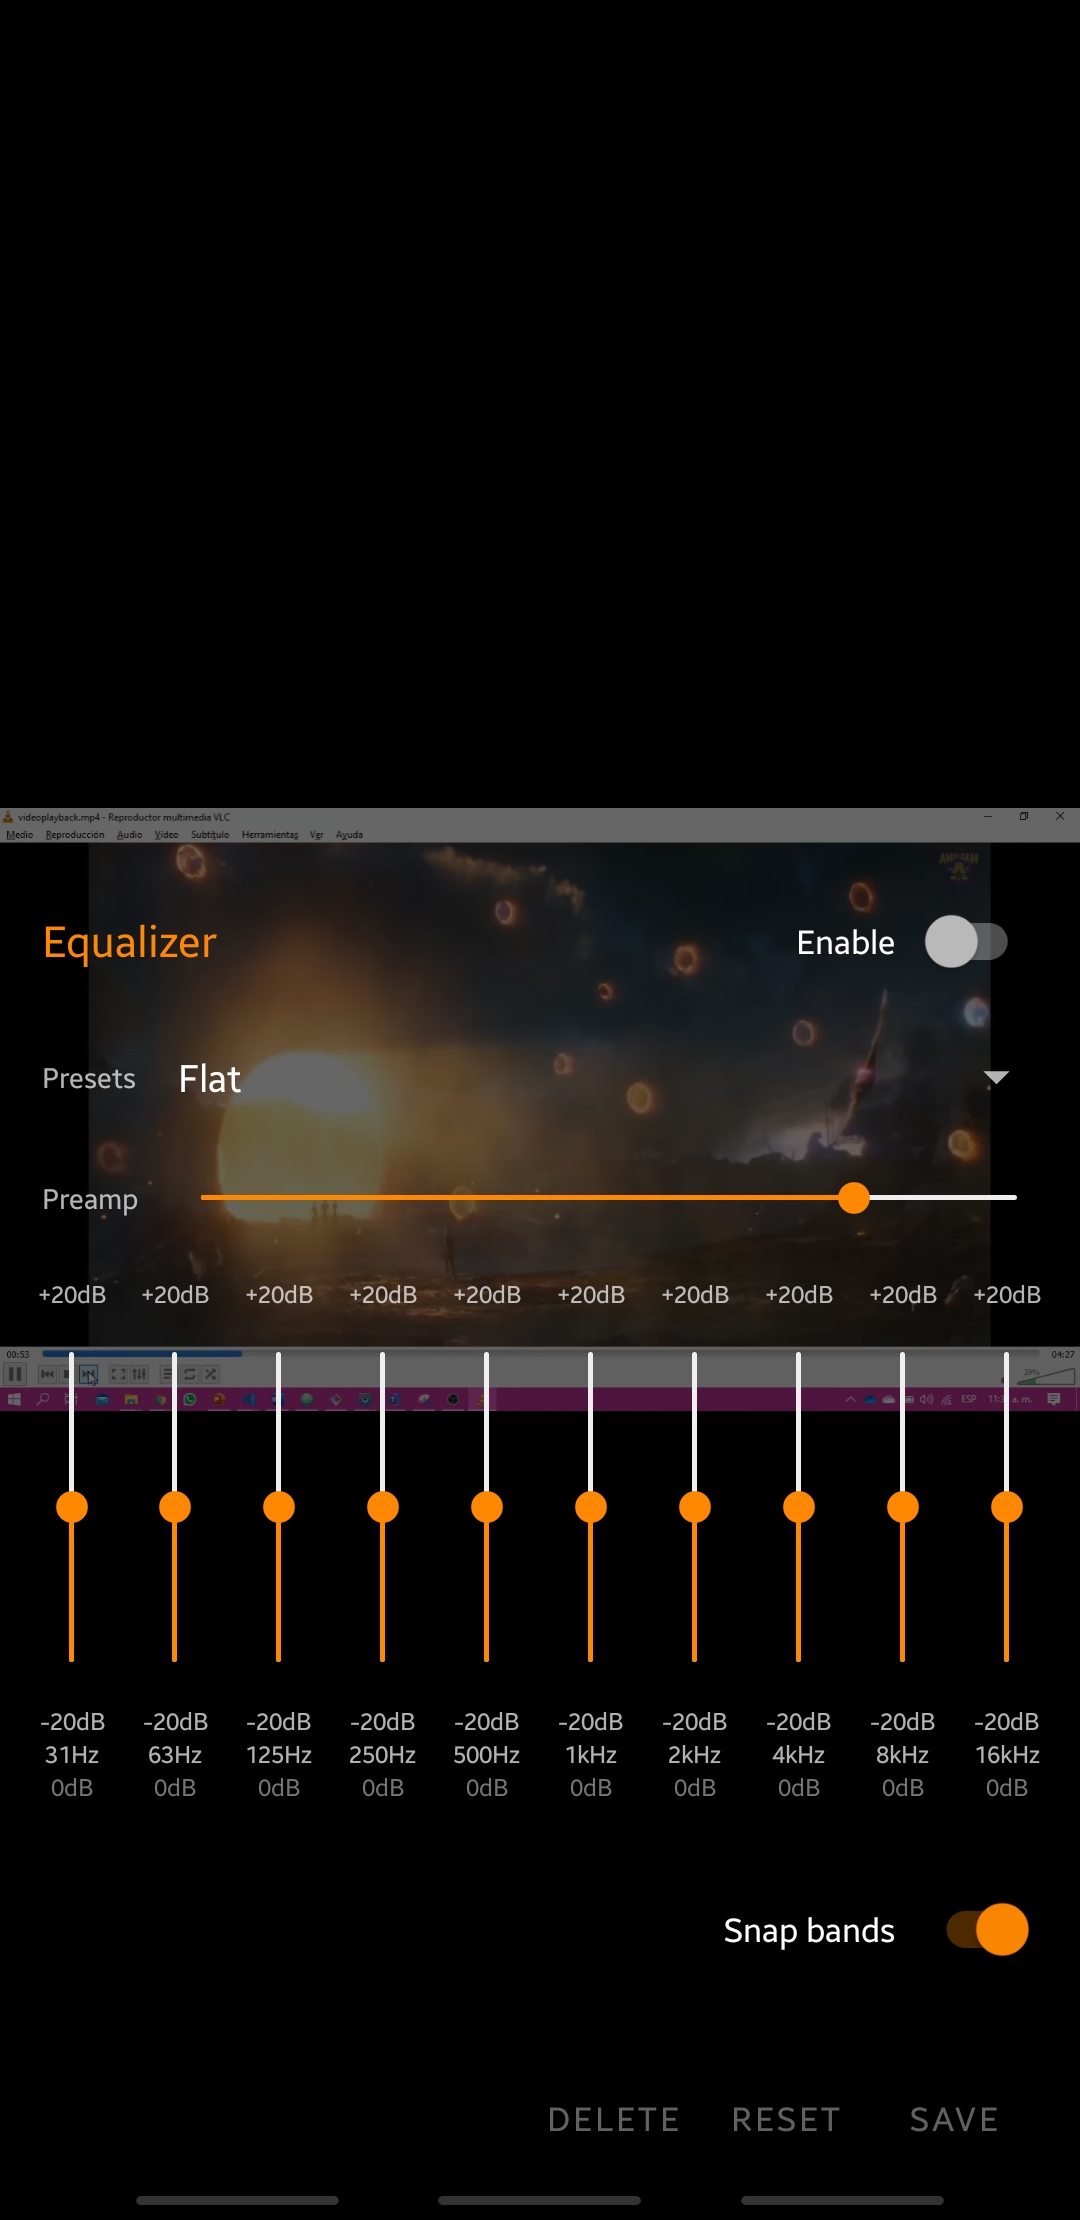 videoplayback.mp4 - Reproductor multimedia VLC
Medio Reproducción Audio Vídeo Subtítulo Herramientas Ver Ayuda
Equalizer Enable
Presets Flat
Preamp
+20dB +20dB +20dB +20dB +20dB +20dB +20dB +20dB +20dB +20dB
00:53 04:27
39%
ESP
-20dB -20dB -20dB -20dB -20dB -20dB -20dB -20dB -20dB -20dB
31Hz 63Hz 125Hz 250Hz 500Hz 1kHz 2kHz 4kHz 8kHz 16kHz
0dB 0dB 0dB 0dB 0dB 0dB 0dB 0dB 0dB 0dB
Snap bands
DELETE RESET SAVE